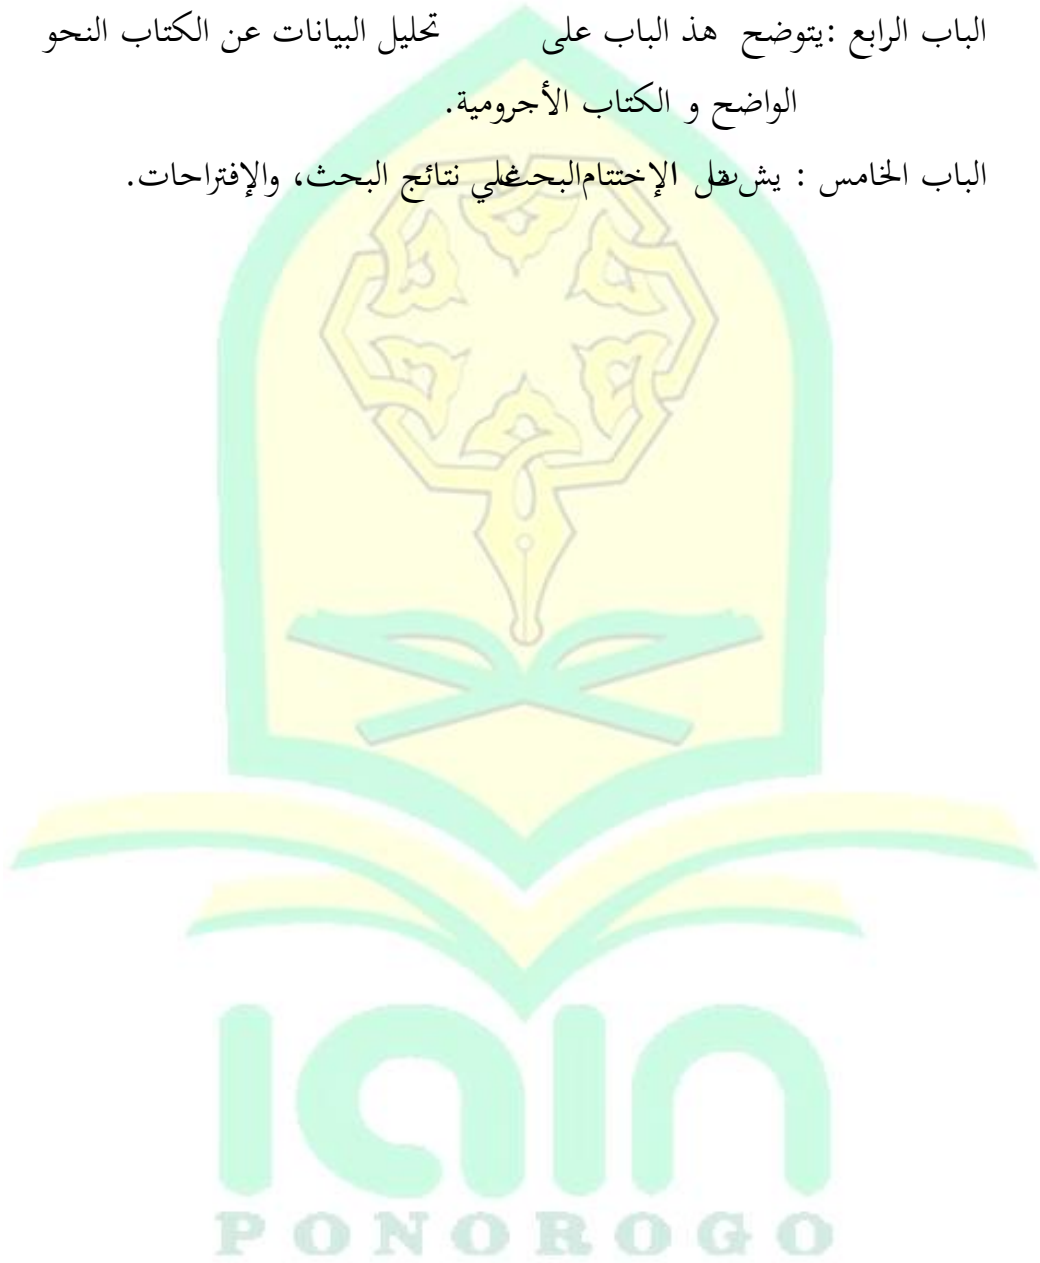 الباب الرابع :يتوضح هذ الباب على تحليل البيانات عن الكتاب النحو
الواضح و الكتاب الأجرومية.
الباب الخامس : الإختتام نتائج البحث، والإفتراحات.
iain
PONOROGO